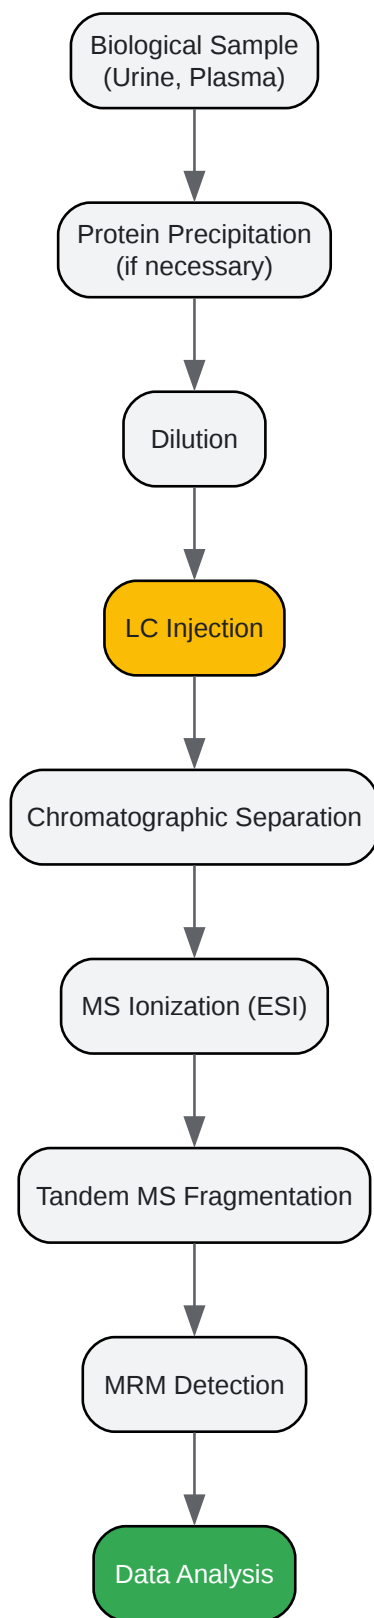 Biological Sample
(Urine, Plasma)
Protein Precipitation
(if necessary)
Dilution
LC Injection
Chromatographic Separation
MS Ionization (ESI)
Tandem MS Fragmentation
MRM Detection
Data Analysis